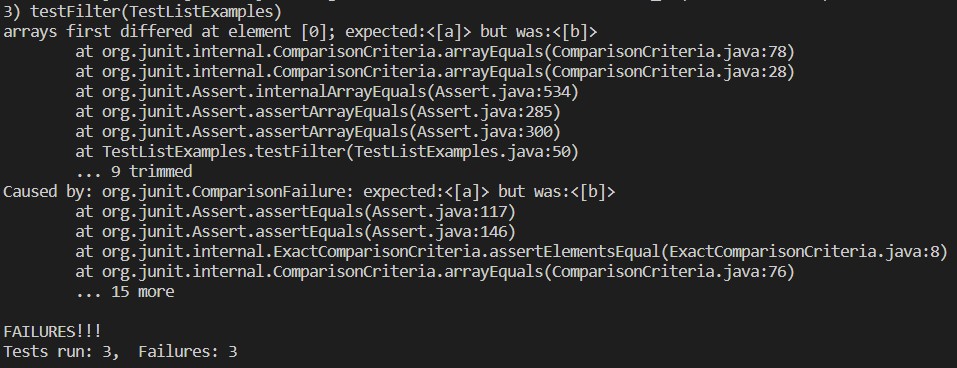 3) testFilter(TestListExamples)
arrays first differed at element [0]; expected:<[a]> but was:<[b]>
at org.junit.internal.ComparisonCriteria.arrayEquals(ComparisonCriteria.java:78)
at org.junit.internal.ComparisonCriteria.arrayEquals(ComparisonCriteria.java:28)
at org.junit.Assert.internalArrayEquals(Assert.java:534)
at org.junit.Assert.assertArrayEquals(Assert.java:285)
at org.junit.Assert.assertArrayEquals(Assert.java:300)
at TestListExamples.testFilter(TestListExamples.java:50)
... 9 trimmed
Caused by: org.junit.ComparisonFailure: expected:<[a]> but was:<[b]>
at org.junit.Assert.assertEquals(Assert.java:117)
at org.junit.Assert.assertEquals(Assert.java:146)
at org.junit.internal.ExactComparisonCriteria.assertElementsEqual(ExactComparisonCriteria.java:8)
at org.junit.internal.ComparisonCriteria.arrayEquals(ComparisonCriteria.java:76)
... 15 more
FAILURES!!!
Tests run: 3,  Failures: 3